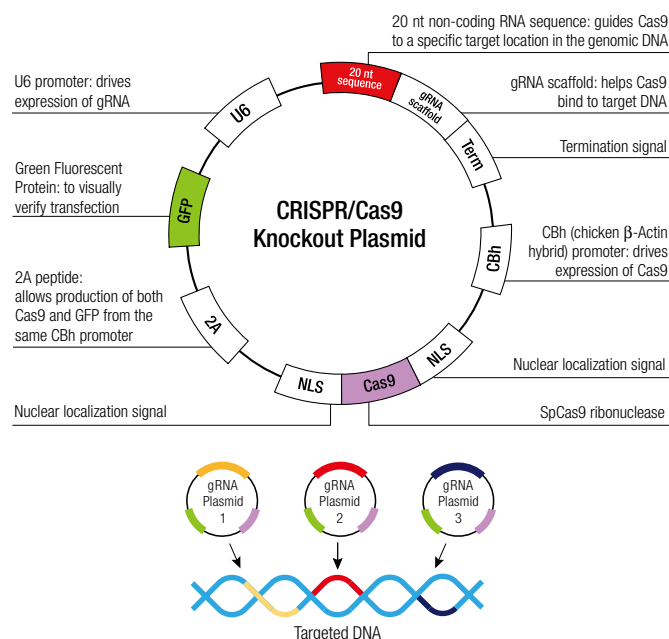 20 nt non-coding RNA sequence: guides Cas9
to a specific target location in the genomic DNA
U6 promoter: drives
expression of gRNA
20 nt
sequence
gRNA
scaffold
gRNA scaffold: helps Cas9
bind to target DNA
U6
Term
Termination signal
Green Fluorescent
Protein: to visually
verify transfection
GFP
CRISPR/Cas9
Knockout Plasmid
CBh
CBh (chicken β-Actin
hybrid) promoter: drives
expression of Cas9
2A peptide:
allows production of both
Cas9 and GFP from the
same CBh promoter
2A
NLS
Cas9
NLS
Nuclear localization signal
Nuclear localization signal
SpCas9 ribonuclease
gRNA
Plasmid
1
gRNA
Plasmid
2
gRNA
Plasmid
3
Targeted DNA